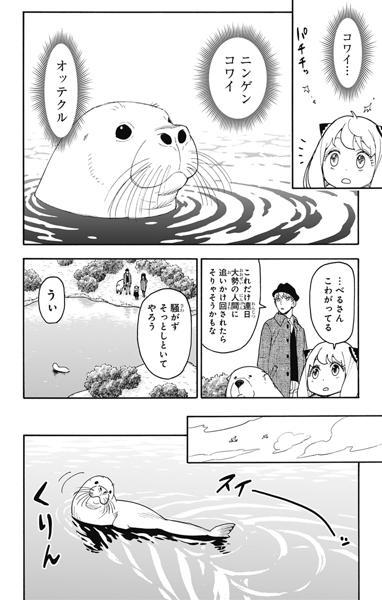 コワイ…
パチチッ
ニンゲン
コワイ
オッテクル
…べるさん
こわがってる
これだけ連日
大勢の人間に
追いかけ回されたら
そりゃそうかもな
騒がず
そっとしといて
やろう
うい
スイーッ
くりん